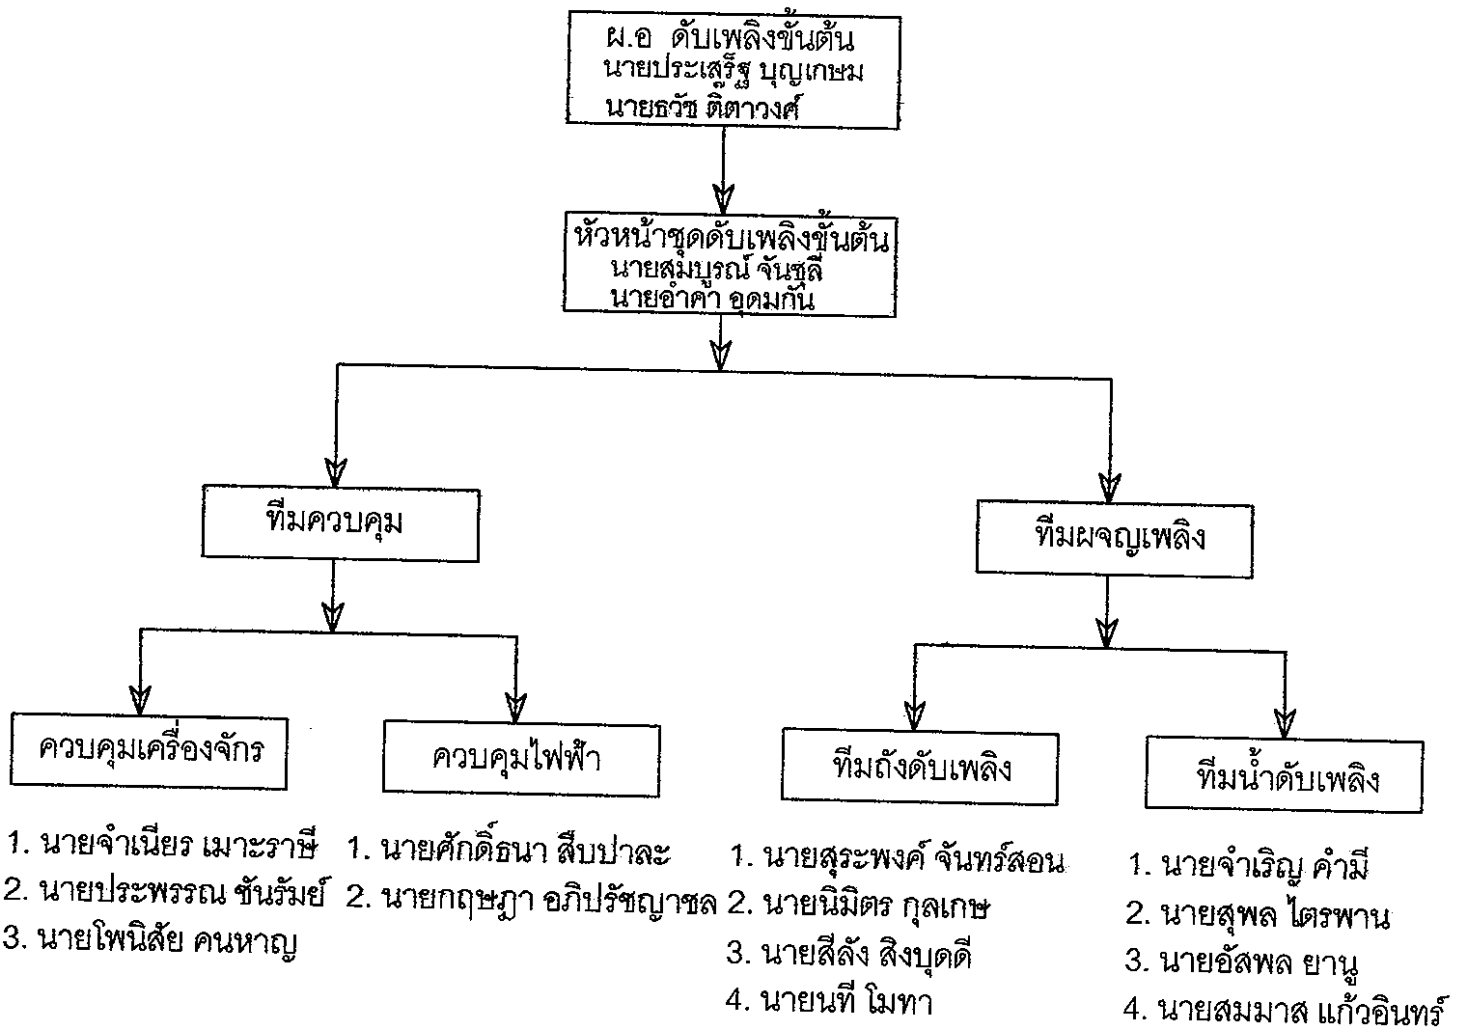 ผ.อ ดับเพลิงขั้นต้น
นายประเสริฐ บุญเกษม
นายธวัช ติ๊ตาวงศ์
หัวหน้าชุดดับเพลิงขั้นต้น
นายสมบูรณ์ จันชุลี
นายอำคา อุดมกัน
ทีมควบคุม
ทีมผจญเพลิง
ควบคุมเครื่องจักร
ควบคุมไฟฟ้า
ทีมถังดับเพลิง
ทีมน้ำดับเพลิง
1. นายจำเนียร เมาะราษี
2. นายประพรรณ ชันรัมย์
3. นายโพนิสัย คนหาญ
1. นายศักดิ์ธนา สืบปาละ
2. นายกฤษฎา อภิปรัชญาชล
1. นายสุระพงค์ จันทร์สอน
2. นายนิมิตร กุลเกษ
3. นายสีลัง สิงบุดดี
4. นายนที โมทา
1. นายจำเริญ คำมี
2. นายสุพล ไตรพาน
3. นายอัสพล ยานู
4. นายสมมาส แก้วอินทร์